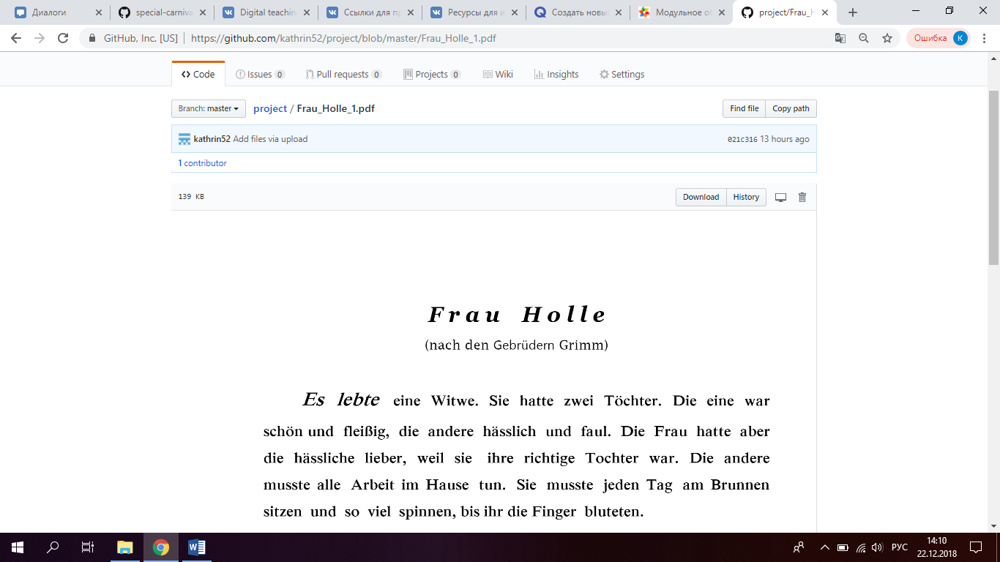 Диалоги
special-carniva
Digital teachin
Ссылки для пр
Ресурсы для и
Создать новы
Модульное об
project/Frau_H
GitHub, Inc. [US] https://github.com/kathrin52/project/blob/master/Frau_Holle_1.pdf
Ошибка K
Code Issues 0 Pull requests 0 Projects 0 Wiki Insights Settings
Branch: master project / Frau_Holle_1.pdf Find file Copy path
kathrin52 Add files via upload 021c316 13 hours ago
1 contributor
139 KB Download History
Frau Holle
(nach den Gebrüdern Grimm)
Es lebte eine Witwe. Sie hatte zwei Töchter. Die eine war
schön und fleißig, die andere hässlich und faul. Die Frau hatte aber
die hässliche lieber, weil sie ihre richtige Tochter war. Die andere
musste alle Arbeit im Hause tun. Sie musste jeden Tag am Brunnen
sitzen und so viel spinnen, bis ihr die Finger bluteten.
РУС
14:10
22.12.2018